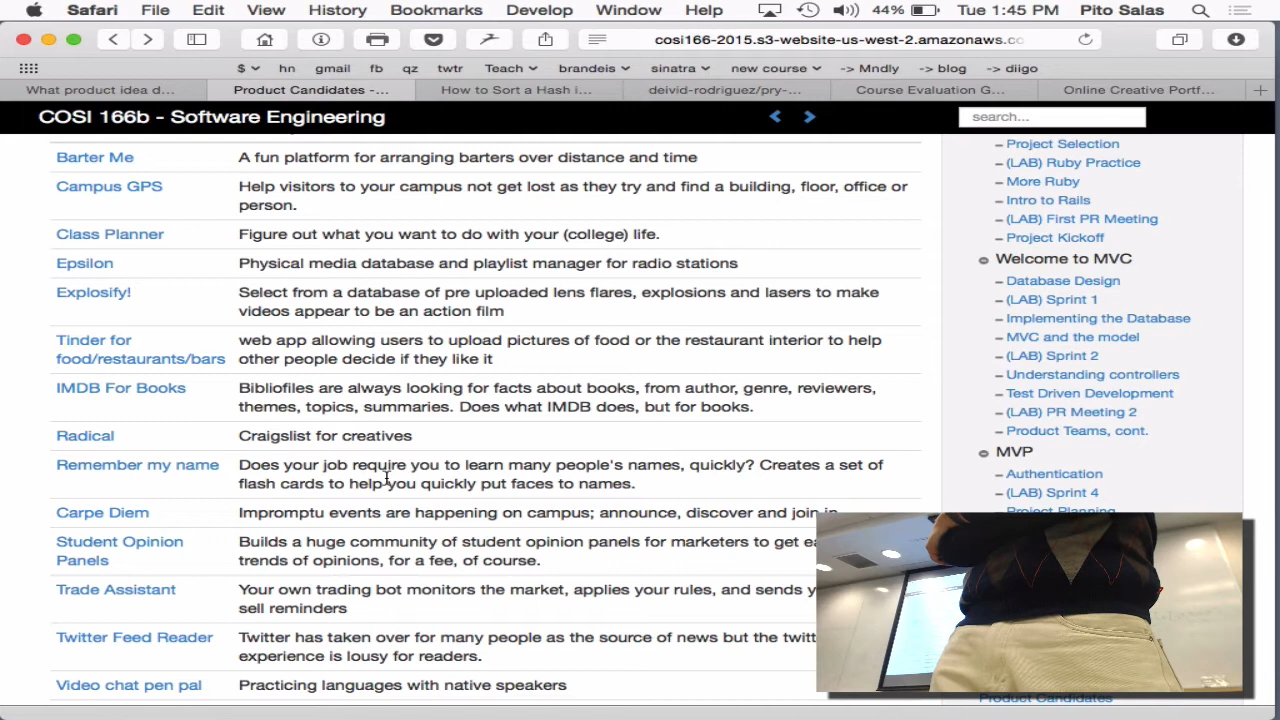 Safari File Edit View History Bookmarks Develop Window Help 44% Tue 1:45 PM Pito Salas
cosi166-2015.s3-website-us-west-2.amazonaws.cc
$ hn gmail fb qz twtr Teach brandeis sinatra new course -> Mndly -> blog -> diigo
What product idea d... Product Candidates -... How to Sort a Hash i... deivid-rodriguez/pry-... Course Evaluation G... Online Creative Portf...
COSI 166b - Software Engineering
search...
Barter Me A fun platform for arranging barters over distance and time
Campus GPS Help visitors to your campus not get lost as they try and find a building, floor, office or
person.
Class Planner Figure out what you want to do with your (college) life.
Epsilon Physical media database and playlist manager for radio stations
Explosify! Select from a database of pre uploaded lens flares, explosions and lasers to make
videos appear to be an action film
Tinder for web app allowing users to upload pictures of food or the restaurant interior to help
food/restaurants/bars other people decide if they like it
IMDB For Books Bibliofiles are always looking for facts about books, from author, genre, reviewers,
themes, topics, summaries. Does what IMDB does, but for books.
Radical Craigslist for creatives
Remember my name Does your job require you to learn many people's names, quickly? Creates a set of
flash cards to help you quickly put faces to names.
Carpe Diem Impromptu events are happening on campus; announce, discover and join in
Student Opinion Builds a huge community of student opinion panels for marketers to get
Panels trends of opinions, for a fee, of course.
Trade Assistant Your own trading bot monitors the market, applies your rules, and sends
sell reminders
Twitter Feed Reader Twitter has taken over for many people as the source of news but the
experience is lousy for readers.
Video chat pen pal Practicing languages with native speakers
– Project Selection
– (LAB) Ruby Practice
– More Ruby
– Intro to Rails
– (LAB) First PR Meeting
– Project Kickoff
Welcome to MVC
– Database Design
– (LAB) Sprint 1
– Implementing the Database
– MVC and the model
– (LAB) Sprint 2
– Understanding controllers
– Test Driven Development
– (LAB) PR Meeting 2
– Product Teams, cont.
MVP
– Authentication
– (LAB) Sprint 4
– Project Planning
Product Candidates